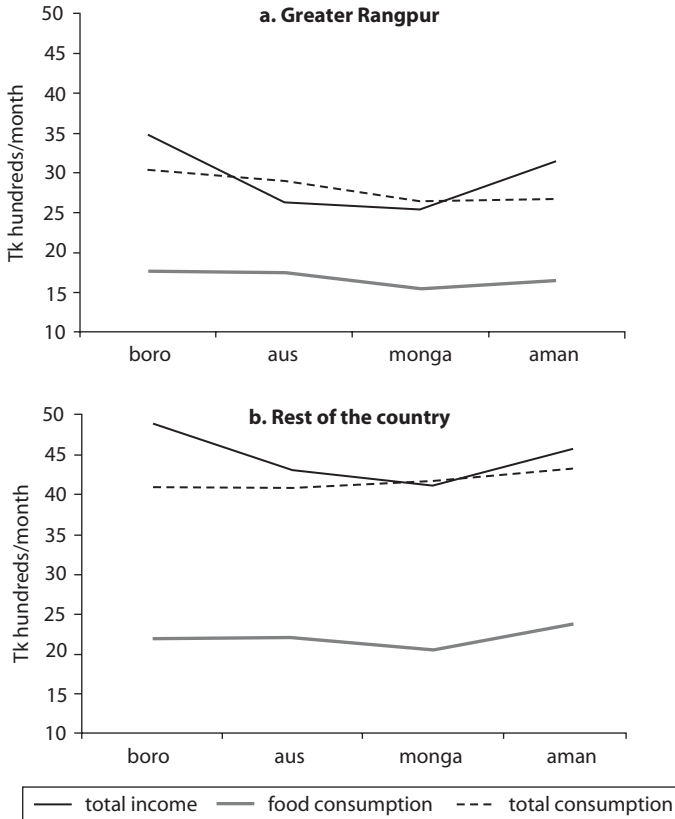 a. Greater Rangpur
Tk hundreds/month
50
45
40
35
30
25
20
15
10
boro aus monga aman
b. Rest of the country
Tk hundreds/month
50
45
40
35
30
25
20
15
10
boro aus monga aman
total income food consumption total consumption